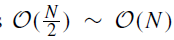 s 𝒪(N/2) ∼ 𝒪(N)